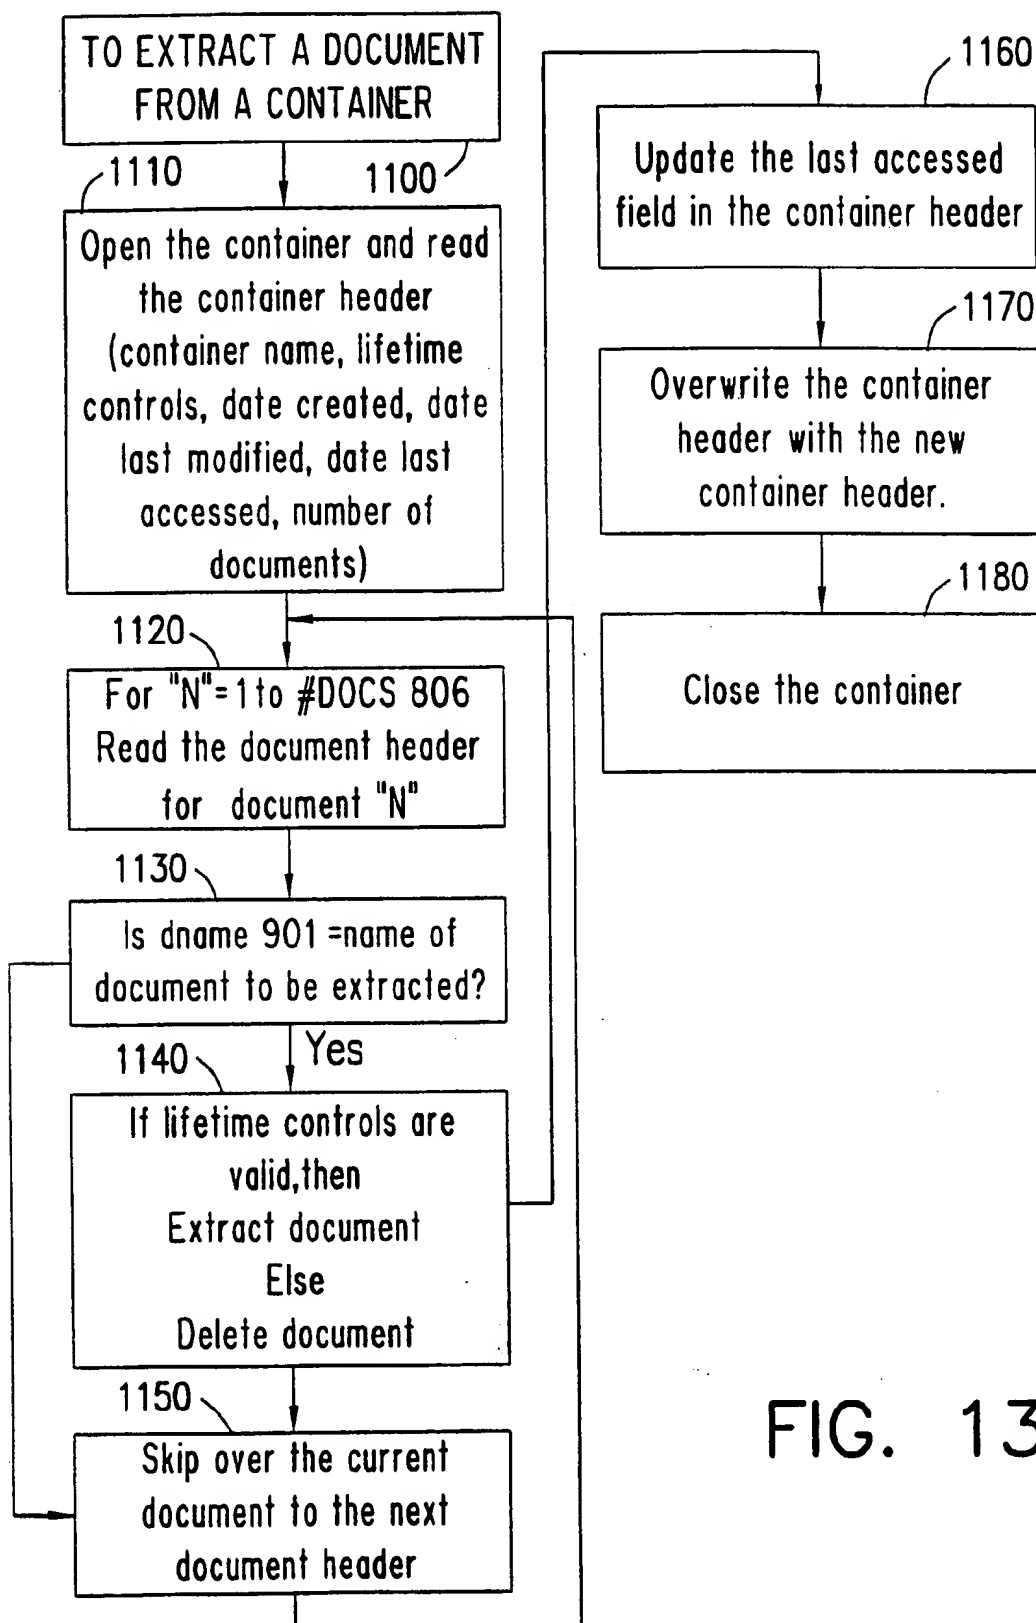 TO EXTRACT A DOCUMENT
FROM A CONTAINER
1100
1110
Open the container and read
the container header
(container name, lifetime
controls, date created, date
last modified, date last
accessed, number of
documents)
1120
For "N"=1 to #DOCS 806
Read the document header
for document "N"
1130
Is dname 901 =name of
document to be extracted?
Yes
1140
If lifetime controls are
valid,then
Extract document
Else
Delete document
1150
Skip over the current
document to the next
document header
1160
Update the last accessed
field in the container header
1170
Overwrite the container
header with the new
container header.
1180
Close the container
FIG. 13